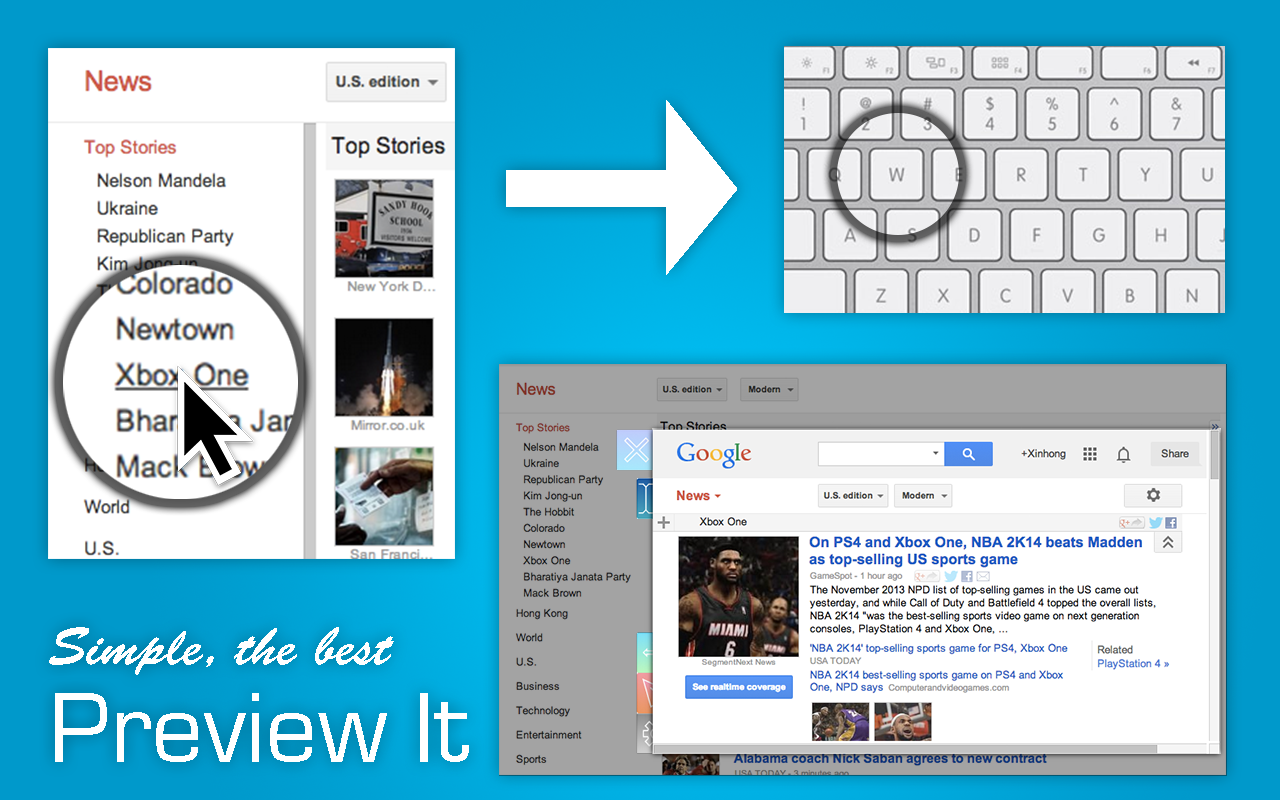 News
U.S. edition
Top Stories
Nelson Mandela
Ukraine
Republican Party
Kim Jong-un
Colorado
Newtown
Xbox One
Mack Brown
World
U.S.
Top Stories
SANDY HOOK
SCHOOL
1956
VISITORS WELCOME
New York D...
Mirror.co.uk
San Franci...
F1 F2 F3 F4 F5 F6 F7
! @ # $ % ^ &
1 2 3 4 5 6 7
Q W E R T Y U
A S D F G H J
Z X C V B N
News
U.S. edition
Modern
Top Stories
Top Stories
»
Nelson Mandela
Ukraine
Republican Party
Kim Jong-un
The Hobbit
Colorado
Newtown
Xbox One
Bharatiya Janata Party
Mack Brown
Hong Kong
World
U.S.
Business
Technology
Entertainment
Sports
Google
+Xinhong
Share
News
U.S. edition
Modern
Xbox One
g+
On PS4 and Xbox One, NBA 2K14 beats Madden
as top-selling US sports game
GameSpot - 1 hour ago
g+
The November 2013 NPD list of top-selling games in the US came out
yesterday, and while Call of Duty and Battlefield 4 topped the overall lists,
NBA 2K14 "was the best-selling sports video game on next generation
consoles, PlayStation 4 and Xbox One, ...
MIAMI
6
SegmentNext News
See realtime coverage
'NBA 2K14' top-selling sports game for PS4, Xbox One
USA TODAY
NBA 2K14 best-selling sports game on PS4 and Xbox
One, NPD says Computerandvideogames.com
Related
PlayStation 4 »
Alabama coach Nick Saban agrees to new contract
USA TODAY - 3 minutes ago
Simple, the best
Preview It